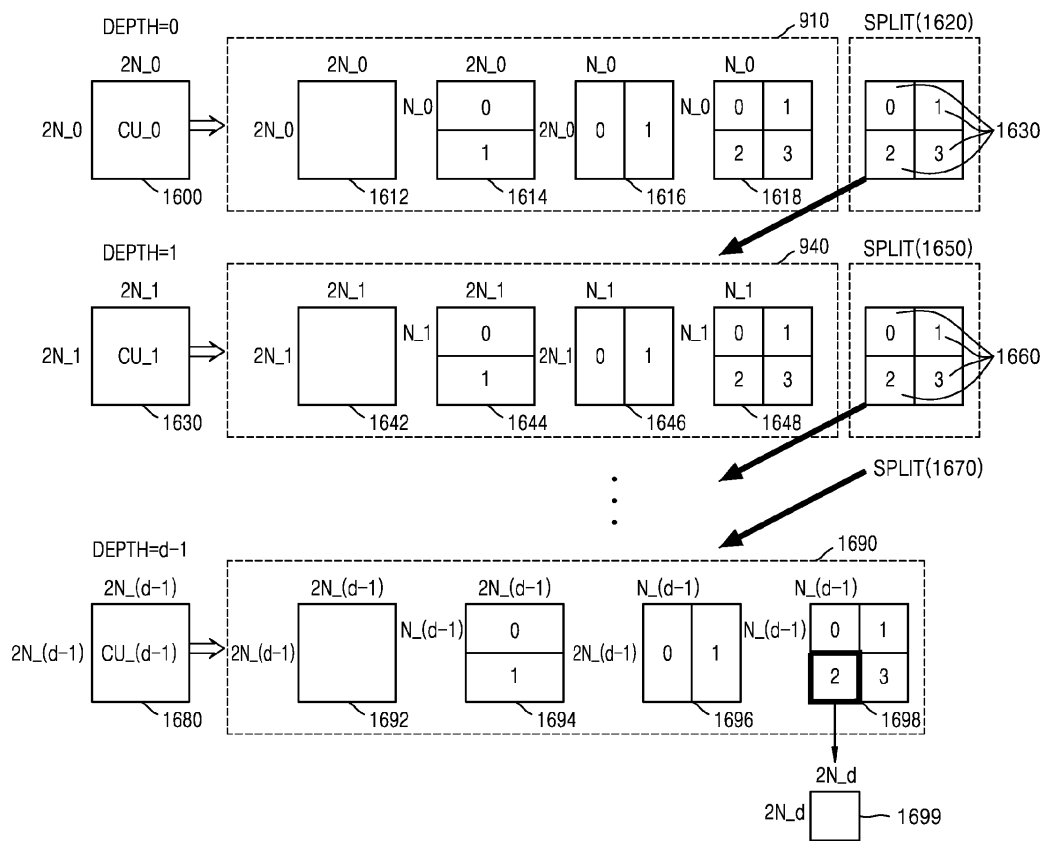 DEPTH=0
910
SPLIT(1620)
2N_0
2N_0
2N_0
N_0
N_0
2N_0
CU_0
2N_0
N_0
0
1
2N_0
0
1
N_0
0
1
2
3
0
1
2
3
1630
1600
1612
1614
1616
1618
DEPTH=1
940
SPLIT(1650)
2N_1
2N_1
2N_1
N_1
N_1
2N_1
CU_1
2N_1
N_1
0
1
2N_1
0
1
N_1
0
1
2
3
0
1
2
3
1660
1630
1642
1644
1646
1648
SPLIT(1670)
DEPTH=d-1
1690
2N_(d-1)
2N_(d-1)
2N_(d-1)
N_(d-1)
N_(d-1)
2N_(d-1)
CU_(d-1)
2N_(d-1)
N_(d-1)
0
1
2N_(d-1)
0
1
N_(d-1)
0
1
2
3
1680
1692
1694
1696
1698
2N_d
2N_d
1699